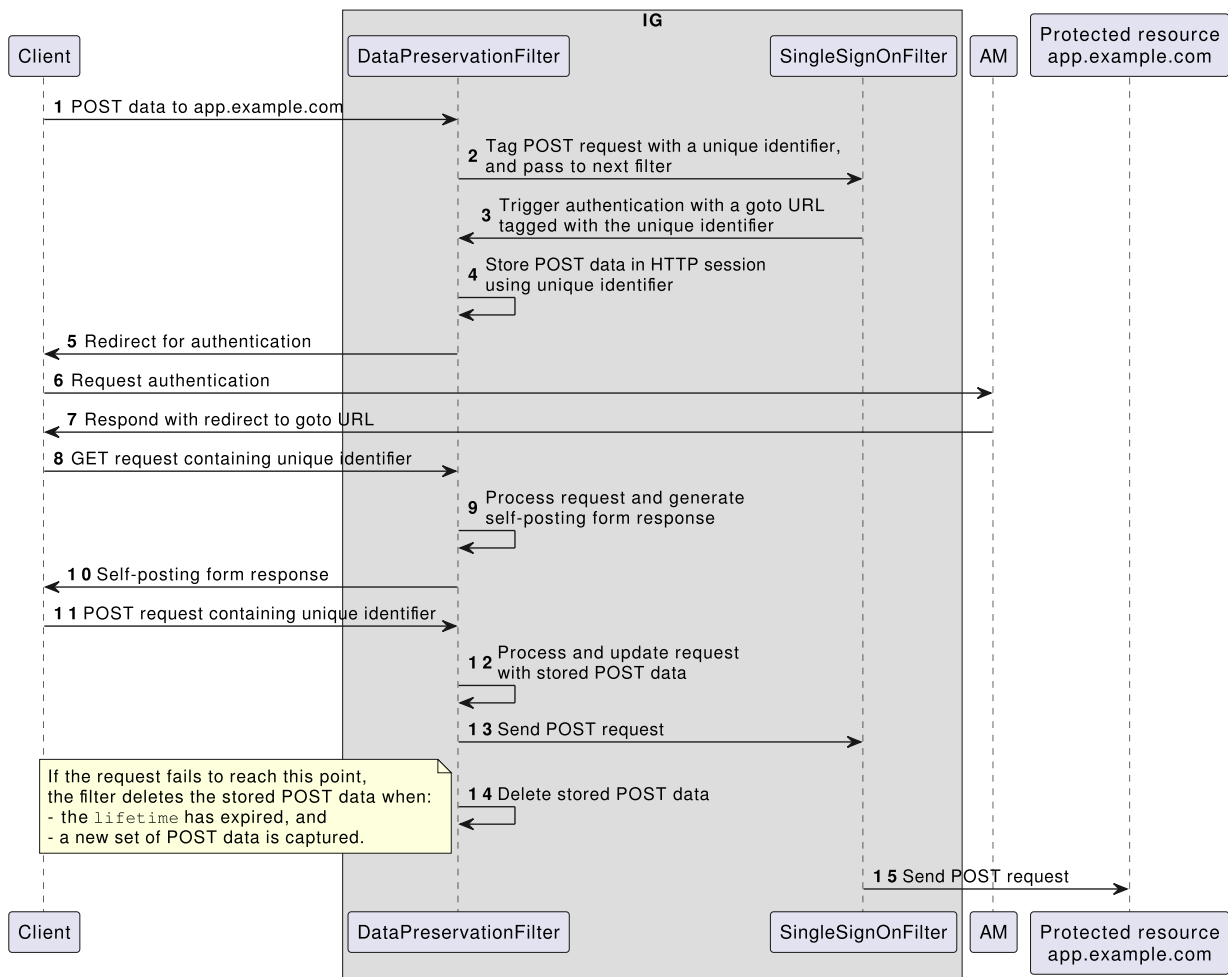 IG
Client
DataPreservationFilter
SingleSignOnFilter
AM
Protected resource
app.example.com
1 POST data to app.example.com
2 Tag POST request with a unique identifier,
and pass to next filter
3 Trigger authentication with a goto URL
tagged with the unique identifier
4 Store POST data in HTTP session
using unique identifier
5 Redirect for authentication
6 Request authentication
7 Respond with redirect to goto URL
8 GET request containing unique identifier
9 Process request and generate
self-posting form response
10 Self-posting form response
11 POST request containing unique identifier
12 Process and update request
with stored POST data
13 Send POST request
If the request fails to reach this point,
the filter deletes the stored POST data when:
- the lifetime has expired, and
- a new set of POST data is captured.
14 Delete stored POST data
15 Send POST request
Client
DataPreservationFilter
SingleSignOnFilter
AM
Protected resource
app.example.com